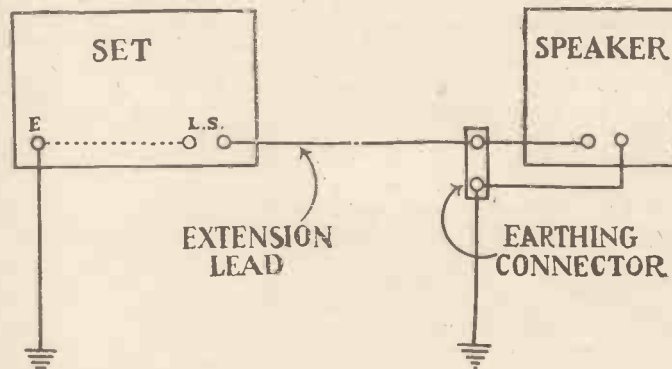 SET
SPEAKER
E
L.S.
EXTENSION
LEAD
EARTHING
CONNECTOR